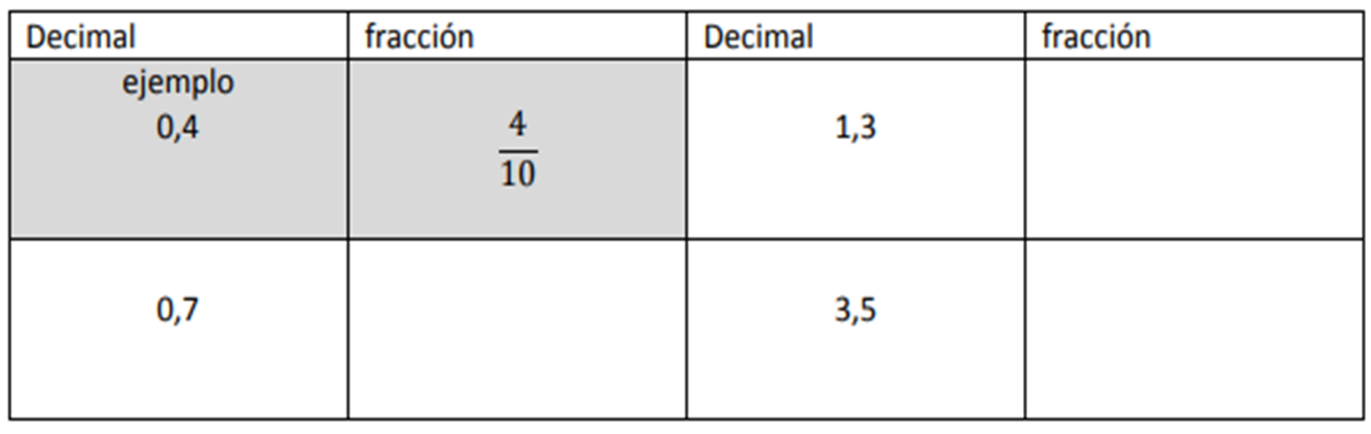 Decimal fracción Decimal fracción
ejemplo
0,4 4/10 1,3
0,7 3,5